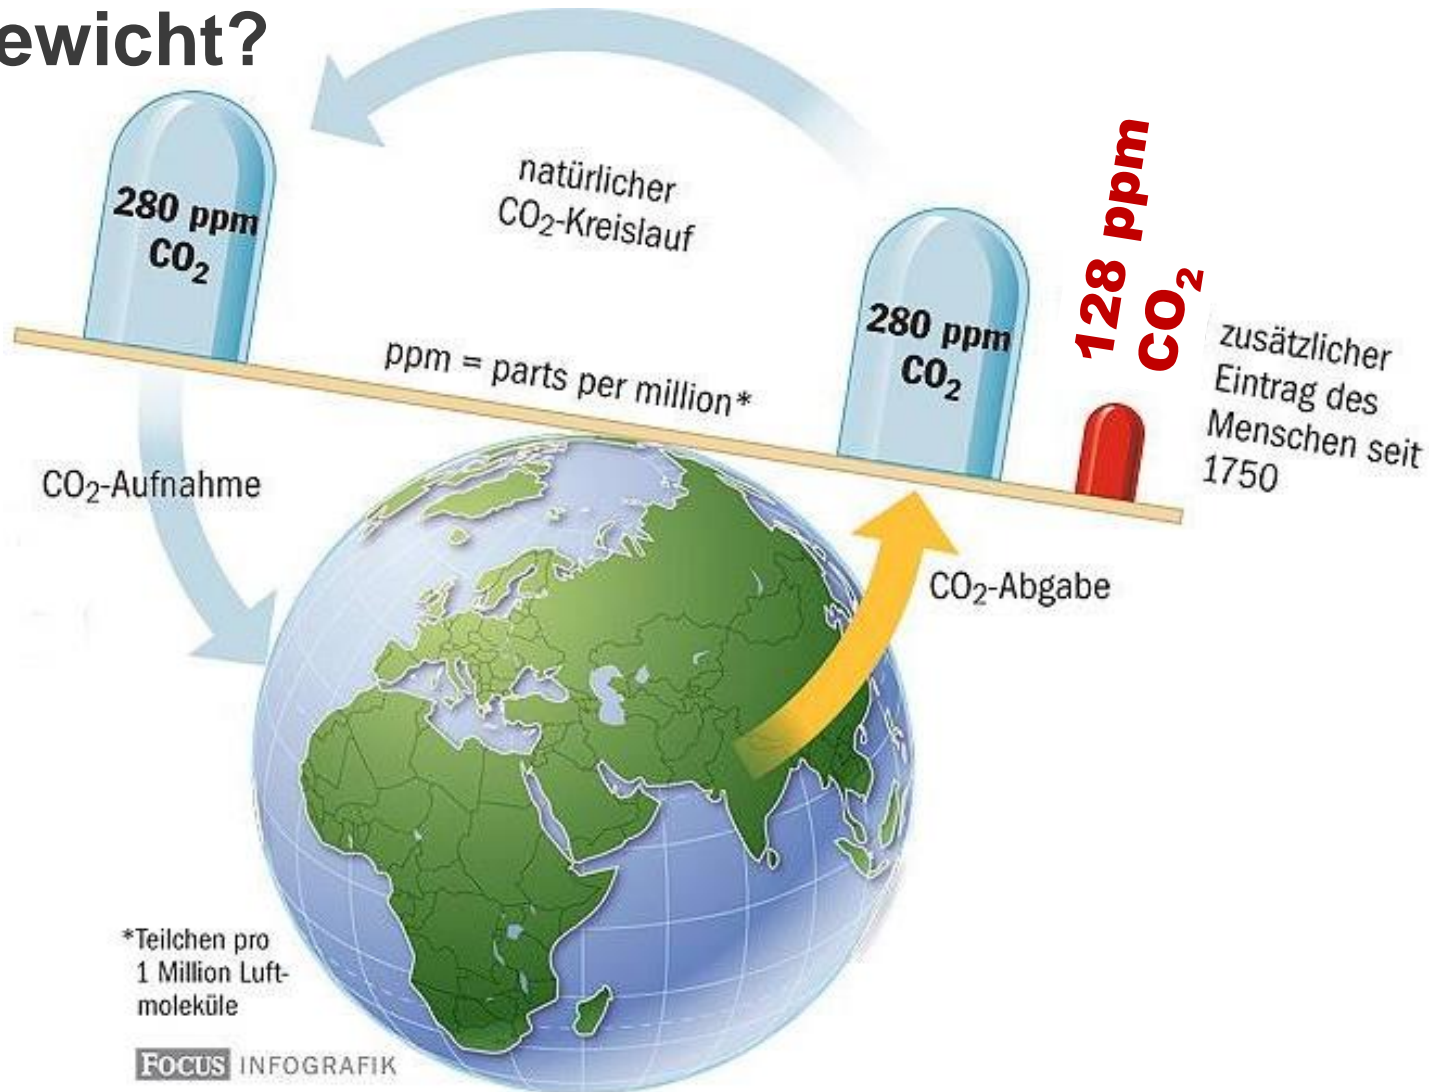 ewicht?
280 ppm
CO₂
natürlicher
CO₂-Kreislauf
280 ppm
CO₂
128 ppm
CO₂
zusätzlicher
Eintrag des
Menschen seit
1750
ppm = parts per million*
CO₂-Aufnahme
CO₂-Abgabe
*Teilchen pro
1 Million Luft-
moleküle
FOCUS INFOGRAFIK